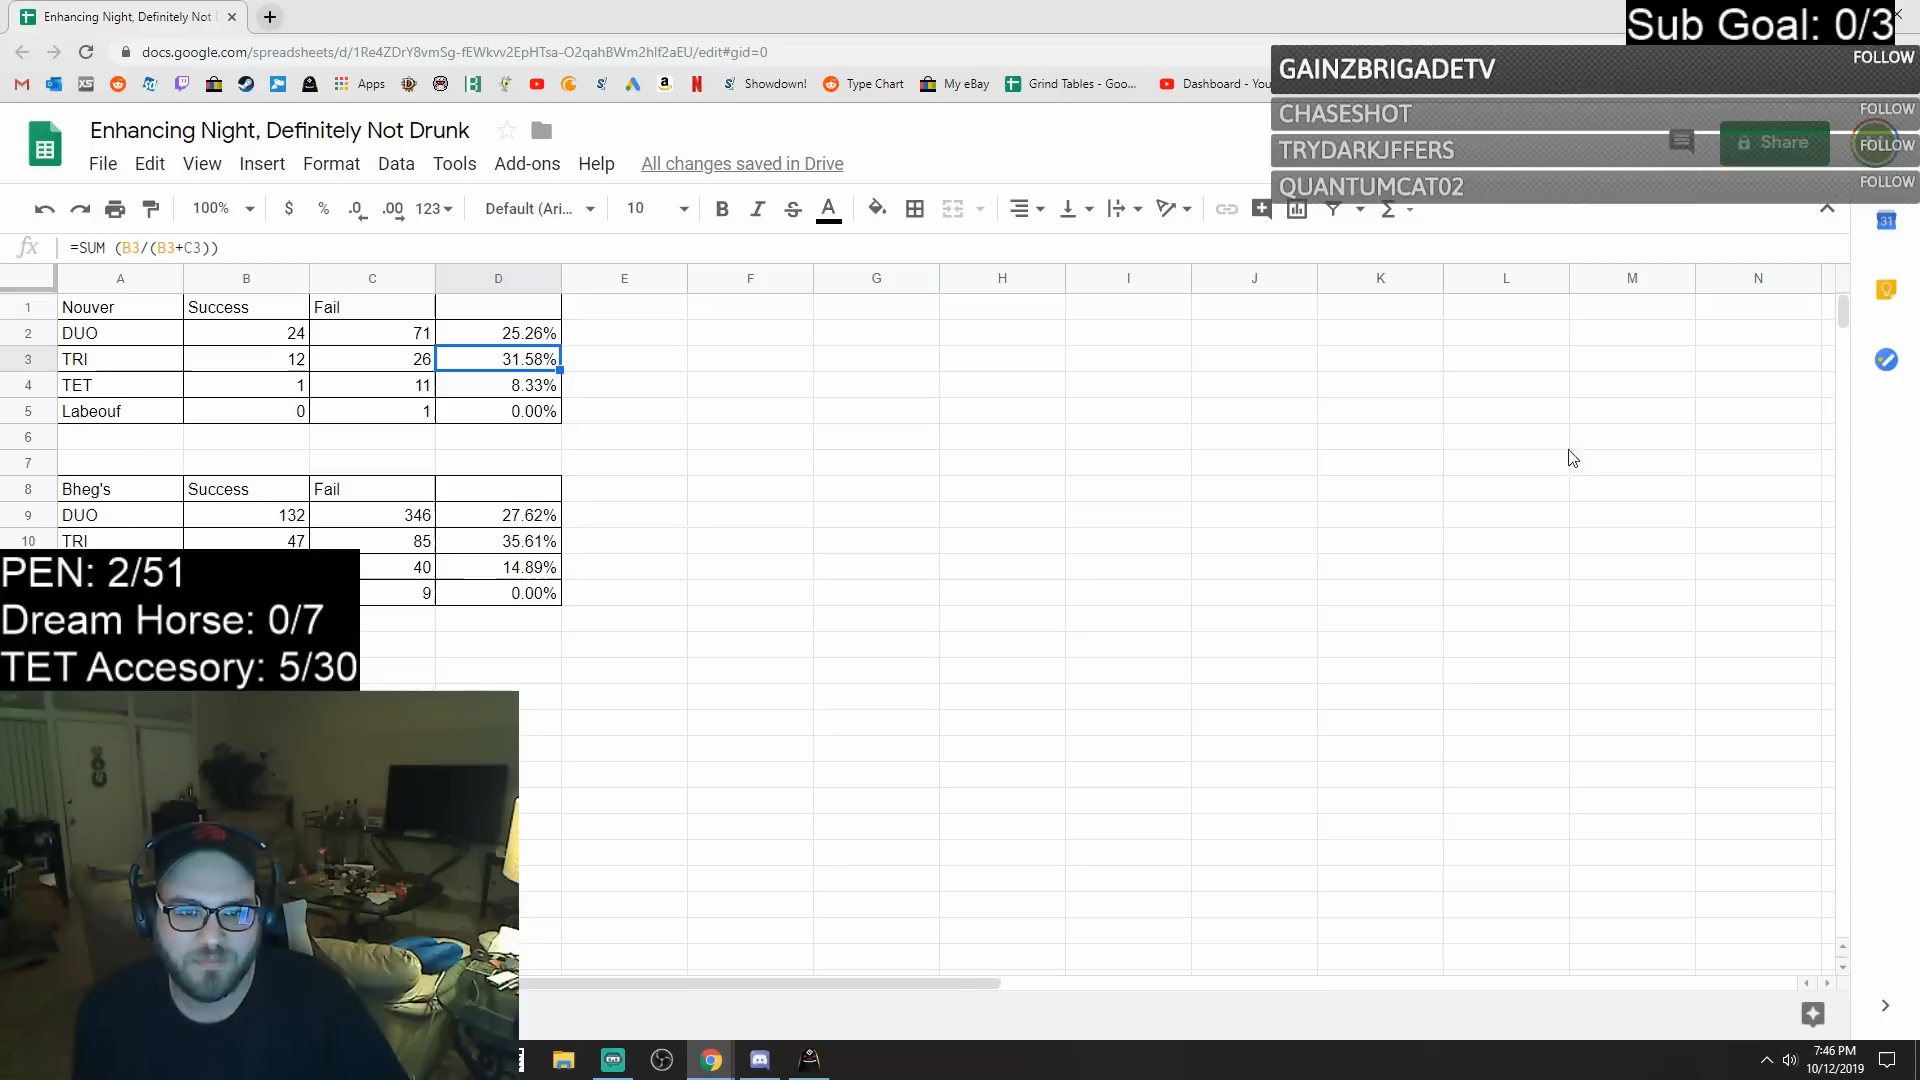 Enhancing Night, Definitely Not
Sub Goal: 0/3
docs.google.com/spreadsheets/d/1Re4ZDrY8vmSg-fEWkvv2EpHTsa-O2qahBWm2hlf2aEU/edit#gid=0
GAINZBRIGADETV FOLLOW
Apps Showdown! Type Chart My eBay Grind Tables - Goo... Dashboard - You
CHASESHOT FOLLOW
Enhancing Night, Definitely Not Drunk
Share
TRYDARKJFFERS FOLLOW
File Edit View Insert Format Data Tools Add-ons Help All changes saved in Drive
QUANTUMCAT02 FOLLOW
100% $ % .0 .00 123 Default (Ari... 10 B I S A
31
fx =SUM (B3/(B3+C3))
A B C D E F G H I J K L M N
1 Nouver Success Fail
2 DUO 24 71 25.26%
3 TRI 12 26 31.58%
4 TET 1 11 8.33%
5 Labeouf 0 1 0.00%
6
7
8 Bheg's Success Fail
9 DUO 132 346 27.62%
10 TRI 47 85 35.61%
40 14.89%
9 0.00%
PEN: 2/51
Dream Horse: 0/7
TET Accesory: 5/30
7:46 PM
10/12/2019